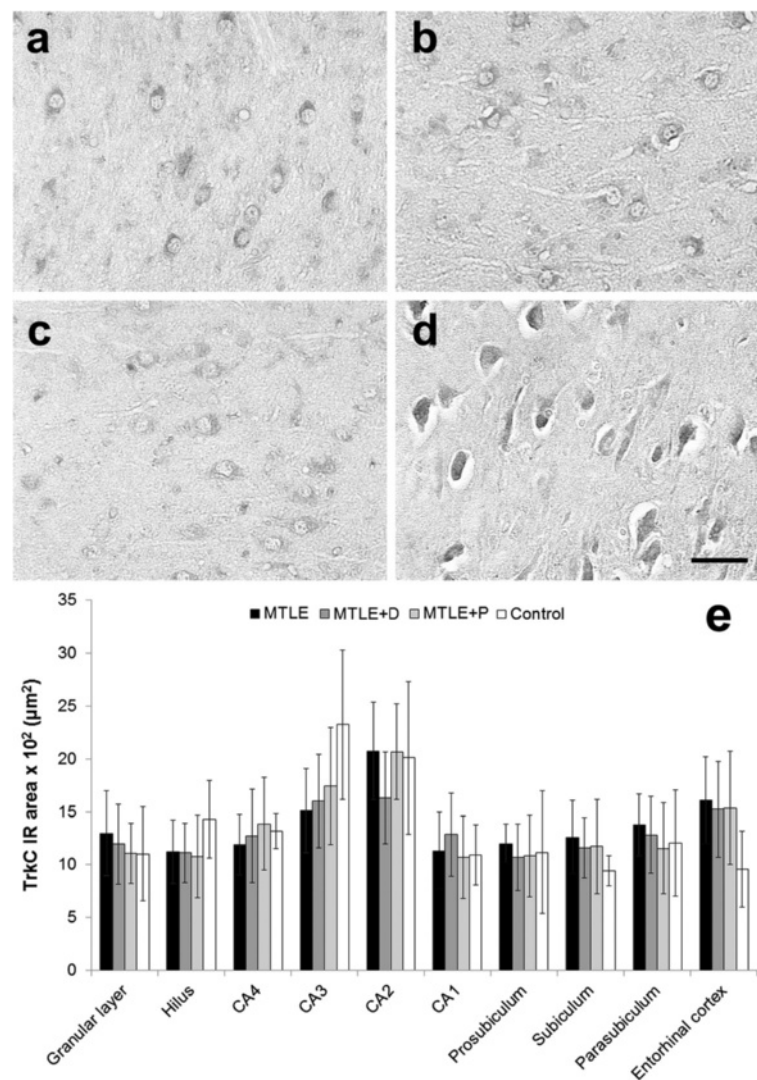 a
b
c
d
e
MTLE MTLE+D MTLE+P Control
TrkC IR area x 10² (µm²)
35
30
25
20
15
10
5
0
Granular layer
Hilus
CA4
CA3
CA2
CA1
Prosubiculum
Subiculum
Parasubiculum
Entorhinal cortex